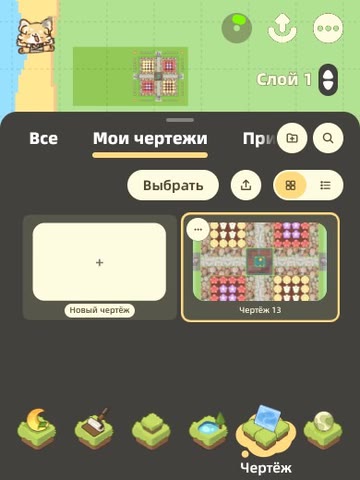 Слой 1
Все
Мои чертежи
При
Выбрать
Новый чертёж
Чертёж 13
Чертёж